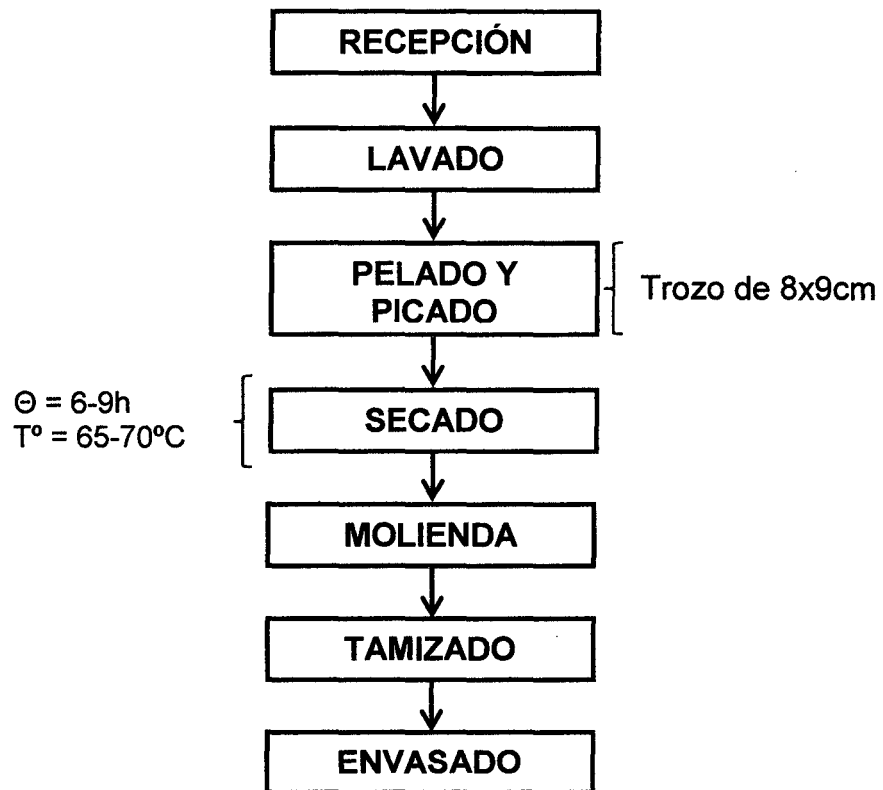 RECEPCIÓN
LAVADO
PELADO Y
PICADO
Trozo de 8x9cm
Θ = 6-9h
Tº = 65-70ºC
SECADO
MOLIENDA
TAMIZADO
ENVASADO